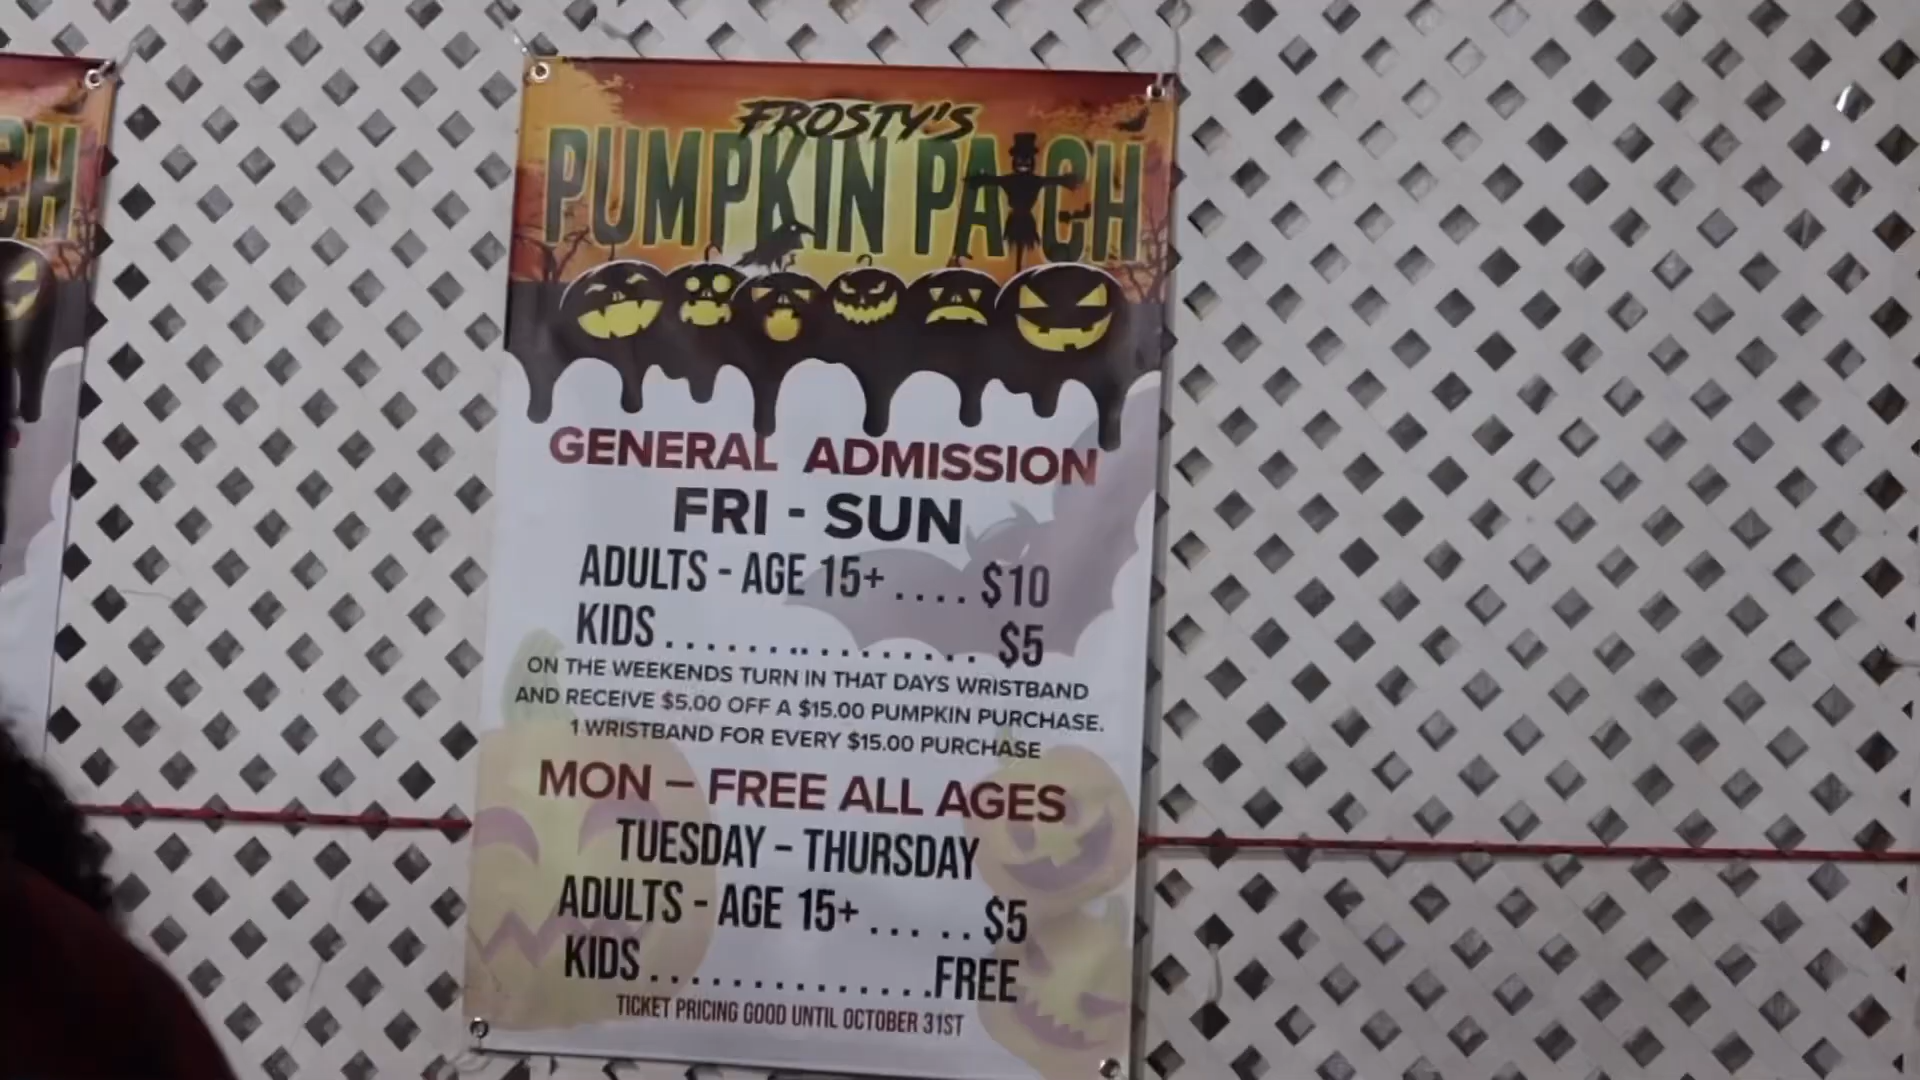 CH
FROSTY'S
PUMPKIN PATCH
GENERAL ADMISSION
FRI - SUN
ADULTS - AGE 15+ .... $10
KIDS ................. $5
ON THE WEEKENDS TURN IN THAT DAYS WRISTBAND
AND RECEIVE $5.00 OFF A $15.00 PUMPKIN PURCHASE.
1 WRISTBAND FOR EVERY $15.00 PURCHASE
MON – FREE ALL AGES
TUESDAY – THURSDAY
ADULTS - AGE 15+ ... .. $5
KIDS ...............FREE
TICKET PRICING GOOD UNTIL OCTOBER 31ST